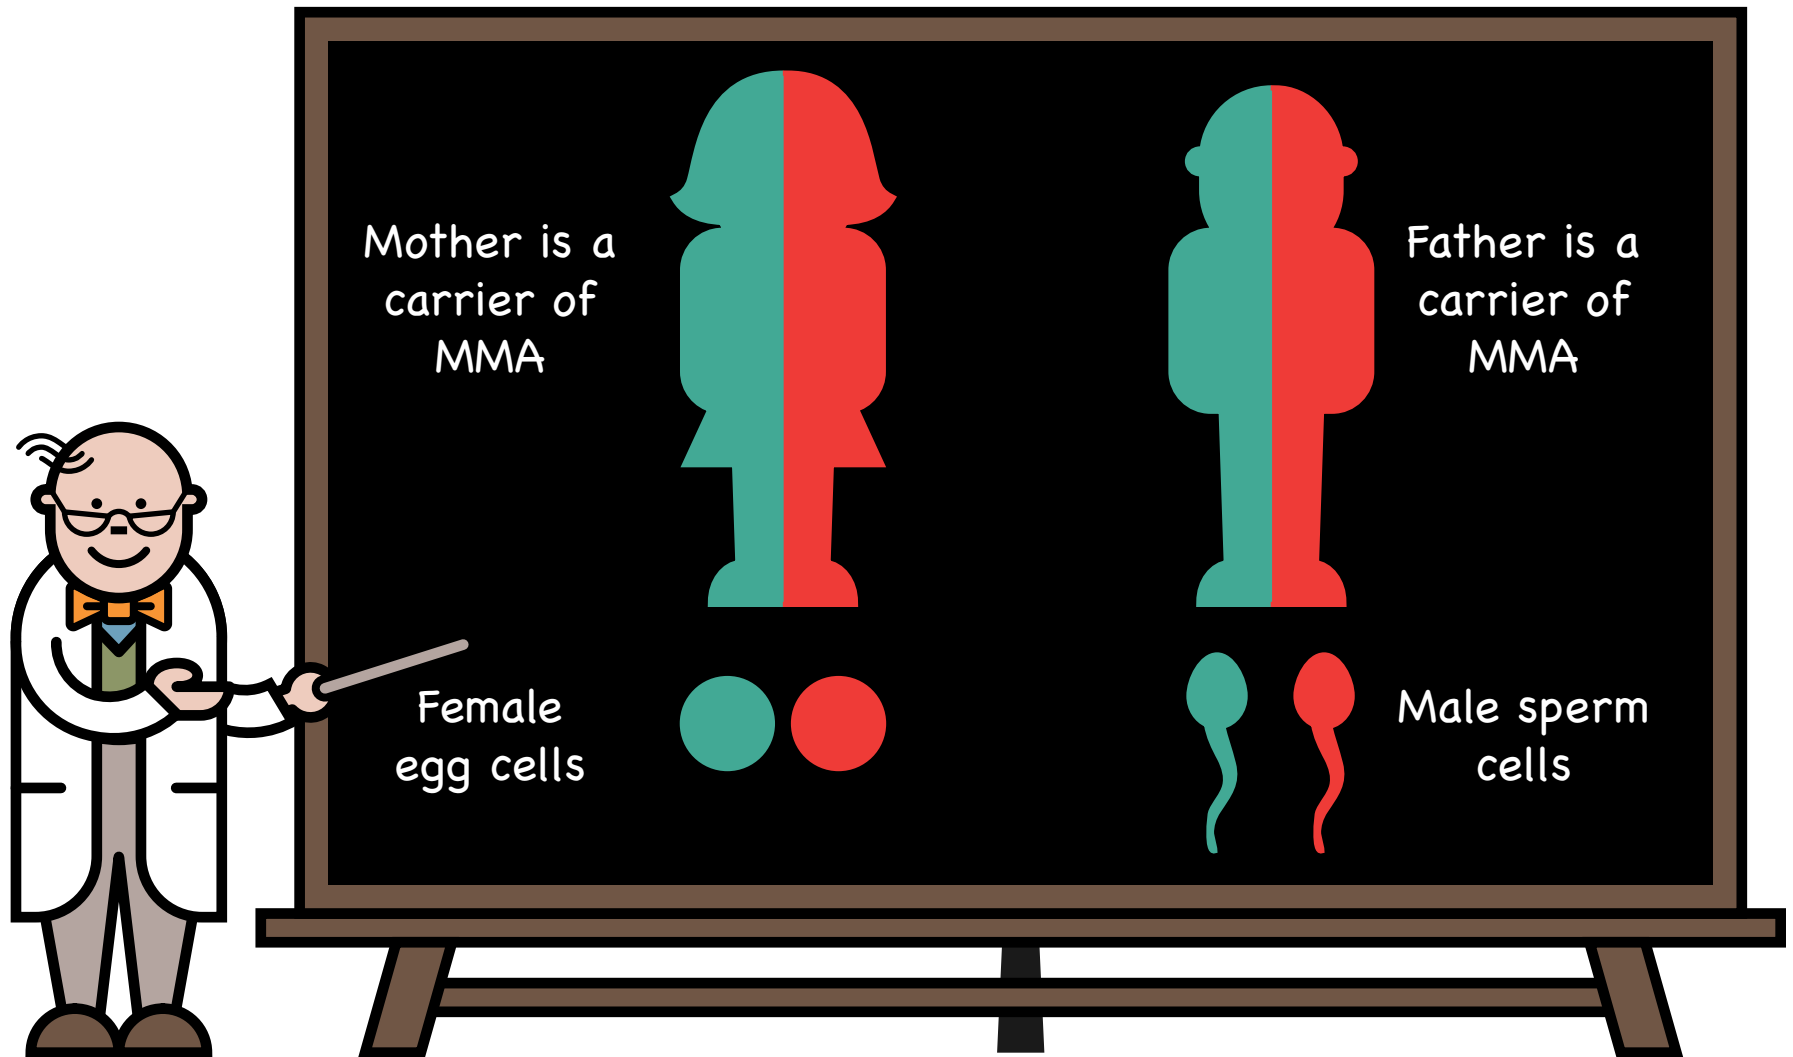 Mother is a
carrier of
MMA
Father is a
carrier of
MMA
Female
egg cells
Male sperm
cells